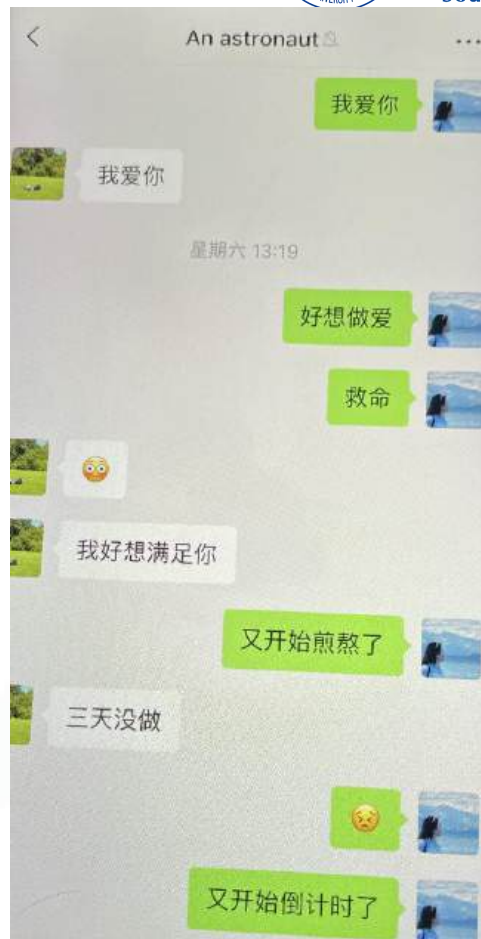 An astronaut
我爱你
我爱你
星期六 13:19
好想做爱
救命
😳
我好想满足你
又开始煎熬了
三天没做
😣
又开始倒计时了